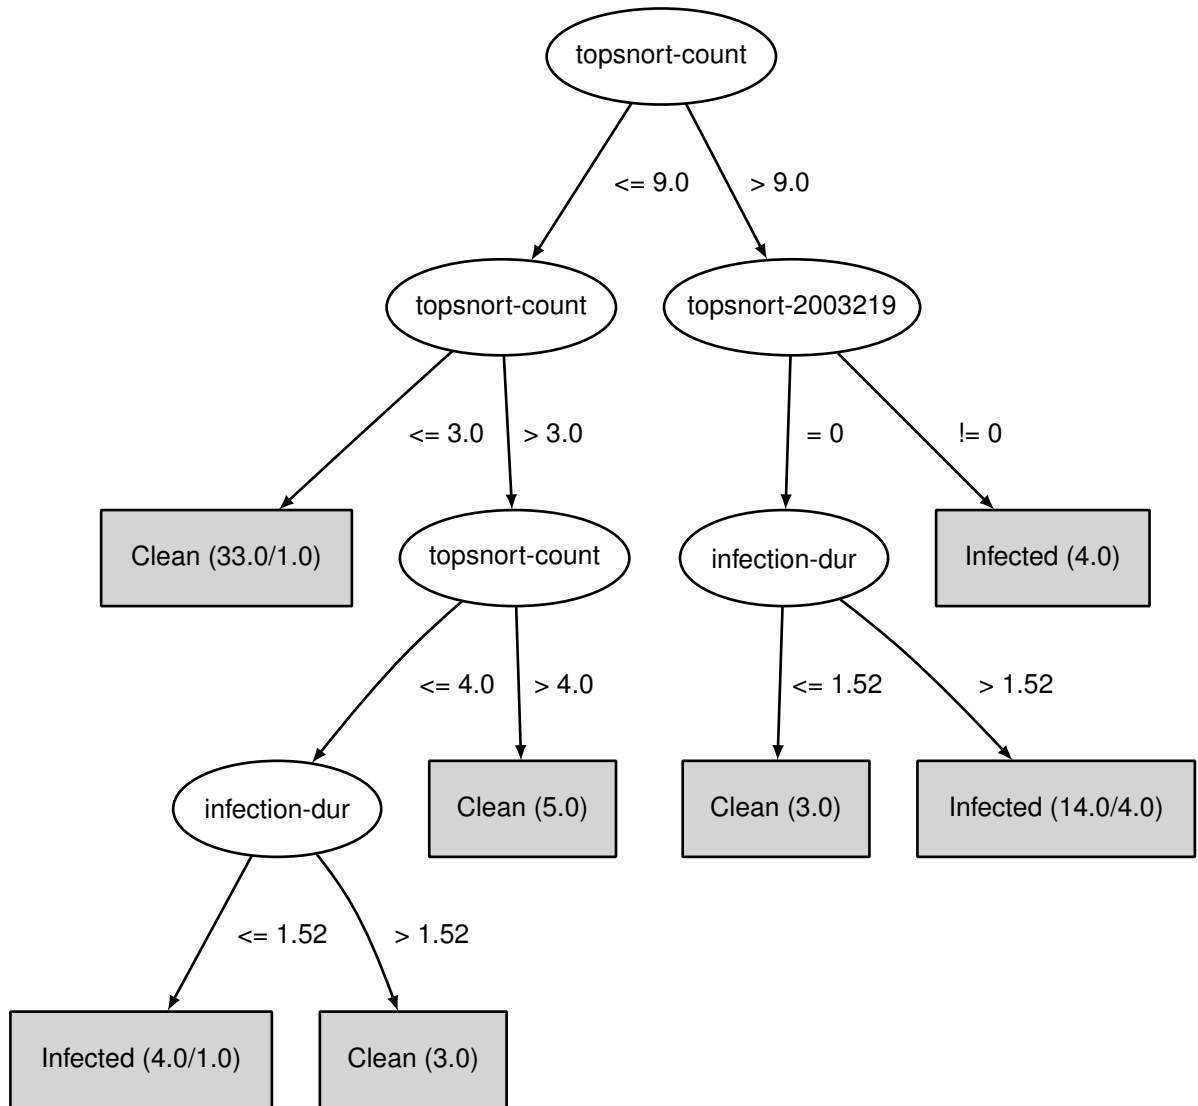 topsnort-count
<= 9.0
> 9.0
topsnort-count
topsnort-2003219
<= 3.0
> 3.0
= 0
!= 0
Clean (33.0/1.0)
topsnort-count
infection-dur
Infected (4.0)
<= 4.0
> 4.0
<= 1.52
> 1.52
infection-dur
Clean (5.0)
Clean (3.0)
Infected (14.0/4.0)
<= 1.52
> 1.52
Infected (4.0/1.0)
Clean (3.0)